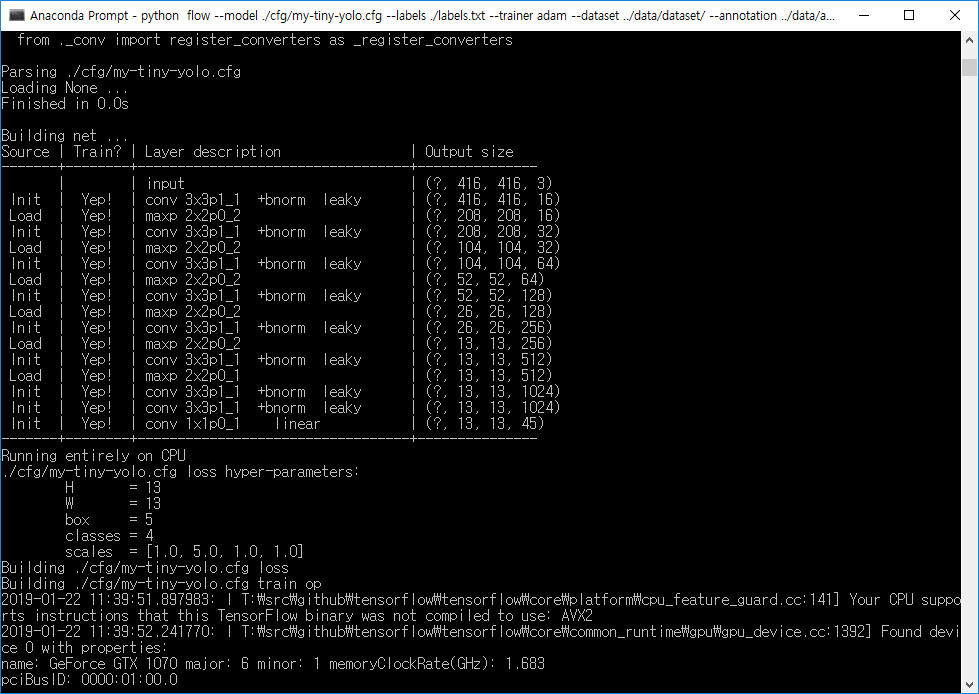 Anaconda Prompt - python  flow --model ./cfg/my-tiny-yolo.cfg --labels ./labels.txt --trainer adam --dataset ../data/dataset/ --annotation ../data/a...
  from ._conv import register_converters as _register_converters
Parsing ./cfg/my-tiny-yolo.cfg
Loading None ...
Finished in 0.0s
Building net ...
Source | Train? | Layer description                | Output size
-------+--------+----------------------------------+---------------
       |        | input                            | (?, 416, 416, 3)
 Init  |  Yep!  | conv 3x3p1_1  +bnorm  leaky      | (?, 416, 416, 16)
 Load  |  Yep!  | maxp 2x2p0_2                     | (?, 208, 208, 16)
 Init  |  Yep!  | conv 3x3p1_1  +bnorm  leaky      | (?, 208, 208, 32)
 Load  |  Yep!  | maxp 2x2p0_2                     | (?, 104, 104, 32)
 Init  |  Yep!  | conv 3x3p1_1  +bnorm  leaky      | (?, 104, 104, 64)
 Load  |  Yep!  | maxp 2x2p0_2                     | (?, 52, 52, 64)
 Init  |  Yep!  | conv 3x3p1_1  +bnorm  leaky      | (?, 52, 52, 128)
 Load  |  Yep!  | maxp 2x2p0_2                     | (?, 26, 26, 128)
 Init  |  Yep!  | conv 3x3p1_1  +bnorm  leaky      | (?, 26, 26, 256)
 Load  |  Yep!  | maxp 2x2p0_2                     | (?, 13, 13, 256)
 Init  |  Yep!  | conv 3x3p1_1  +bnorm  leaky      | (?, 13, 13, 512)
 Load  |  Yep!  | maxp 2x2p0_1                     | (?, 13, 13, 512)
 Init  |  Yep!  | conv 3x3p1_1  +bnorm  leaky      | (?, 13, 13, 1024)
 Init  |  Yep!  | conv 3x3p1_1  +bnorm  leaky      | (?, 13, 13, 1024)
 Init  |  Yep!  | conv 1x1p0_1    linear           | (?, 13, 13, 45)
-------+--------+----------------------------------+---------------
Running entirely on CPU
./cfg/my-tiny-yolo.cfg loss hyper-parameters:
        H       = 13
        W       = 13
        box     = 5
        classes = 4
        scales  = [1.0, 5.0, 1.0, 1.0]
Building ./cfg/my-tiny-yolo.cfg loss
Building ./cfg/my-tiny-yolo.cfg train op
2019-01-22 11:39:51.897983: I T:₩src₩github₩tensorflow₩tensorflow₩core₩platform₩cpu_feature_guard.cc:141] Your CPU suppo
rts instructions that this TensorFlow binary was not compiled to use: AVX2
2019-01-22 11:39:52.241770: I T:₩src₩github₩tensorflow₩tensorflow₩core₩common_runtime₩gpu₩gpu_device.cc:1392] Found devi
ce 0 with properties:
name: GeForce GTX 1070 major: 6 minor: 1 memoryClockRate(GHz): 1.683
pciBusID: 0000:01:00.0